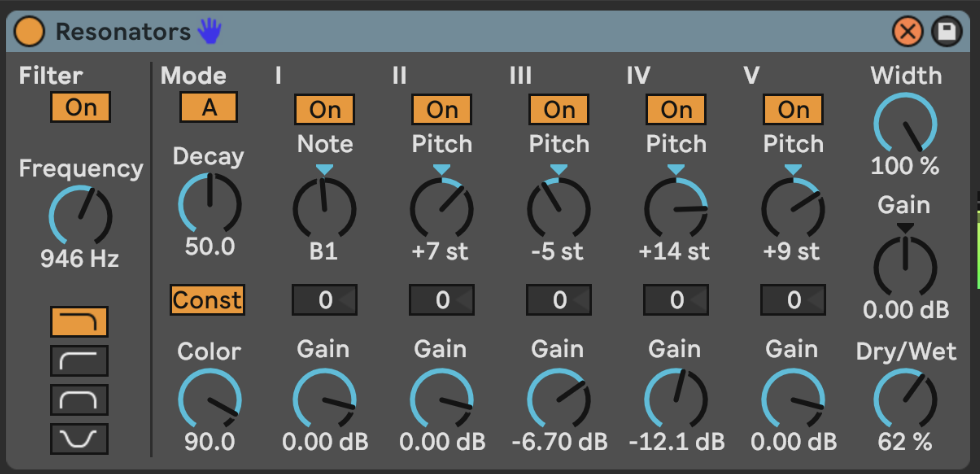 Resonators
Filter Mode I II III IV V Width
On A On On On On On
Note Pitch Pitch Pitch Pitch
Frequency Decay 100 %
Gain
946 Hz 50.0 B1 +7 st -5 st +14 st +9 st
Const 0 0 0 0 0 0.00 dB
Color Gain Gain Gain Gain Gain Dry/Wet
90.0 0.00 dB 0.00 dB -6.70 dB -12.1 dB 0.00 dB 62 %